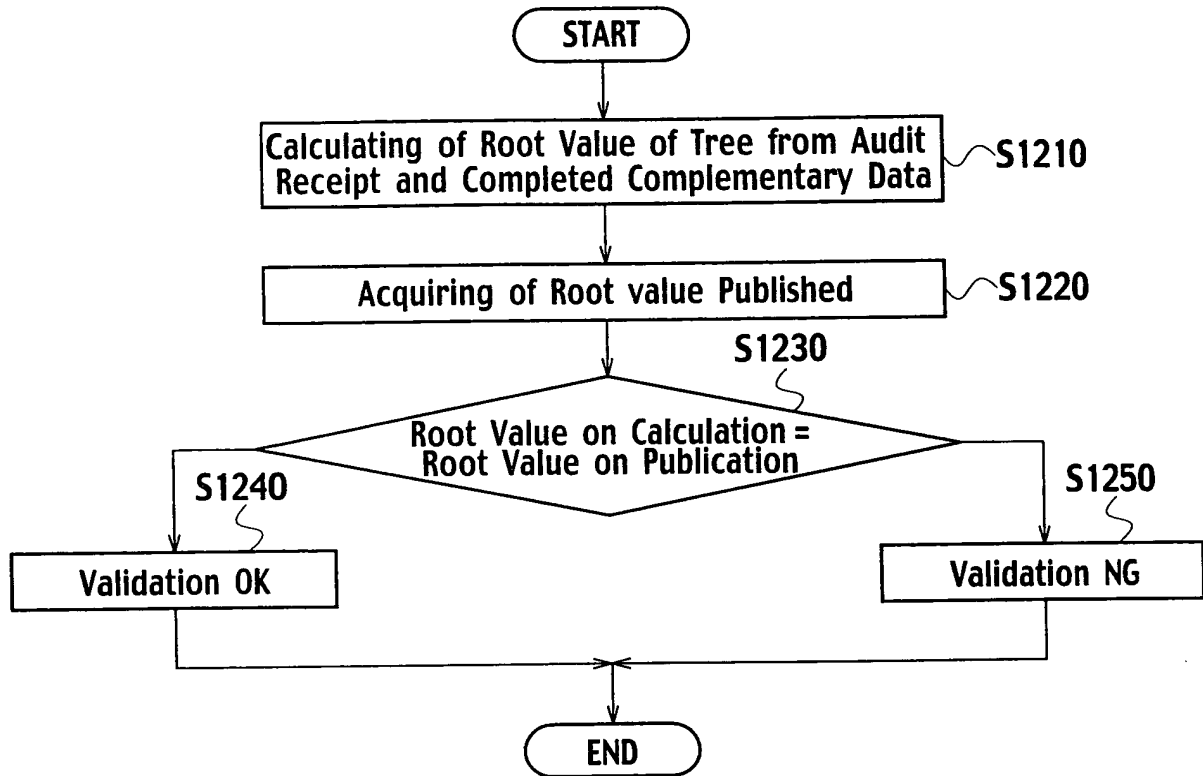 START
Calculating of Root Value of Tree from Audit
Receipt and Completed Complementary Data
S1210
Acquiring of Root value Published
S1220
S1230
Root Value on Calculation =
Root Value on Publication
S1240
S1250
Validation OK
Validation NG
END